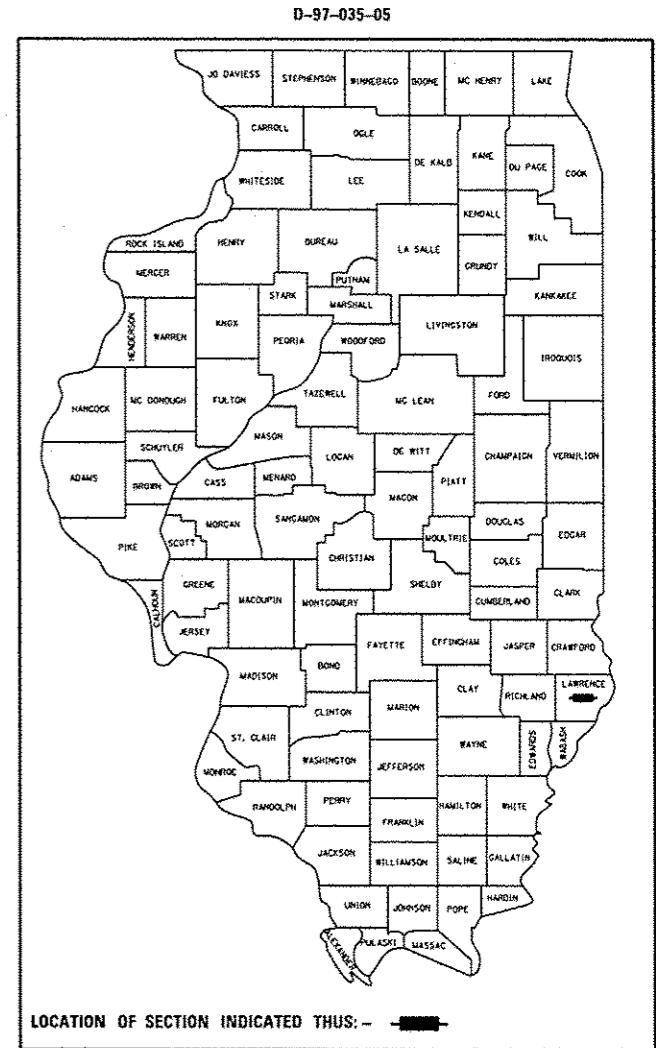 D-97-035-05
JO DAVIESS STEPHENSON WINNEBAGO BOONE MC HENRY LAKE
CARROLL OGLE
DE KALB KANE DU PAGE COOK
WHITESIDE LEE
KENDALL WILL
ROCK ISLAND HENRY BUREAU LA SALLE GRUNDY
MERCER PUTNAM KANKAKEE
STARK MARSHALL
HENDERSON WARREN KNOX PEORIA WOODFORD LIVINGSTON IROQUOIS
HANCOCK MC DONOUGH FULTON TAZEWELL MC LEAN FORD
MASON
SCHUYLER LOGAN DE WITT CHAMPAIGN VERMILION
ADAMS BROWN CASS MENARD MACON PIATT
MORGAN SANGAMON DOUGLAS EDGAR
PIKE SCOTT CHRISTIAN MOULTRIE COLES
GREENE MACOUPIN MONTGOMERY SHELBY CUMBERLAND CLARK
CALHOUN JERSEY
FAYETTE EFFINGHAM JASPER CRAWFORD
MADISON BOND CLAY RICHLAND LAWRENCE
CLINTON MARION
ST. CLAIR WAYNE EDWARDS WABASH
MONROE WASHINGTON JEFFERSON
RANDOLPH PERRY HAMILTON WHITE
FRANKLIN
JACKSON WILLIAMSON SALINE GALLATIN
UNION JOHNSON POPE HARDIN
ALEXANDER PULASKI MASSAC
LOCATION OF SECTION INDICATED THUS: -